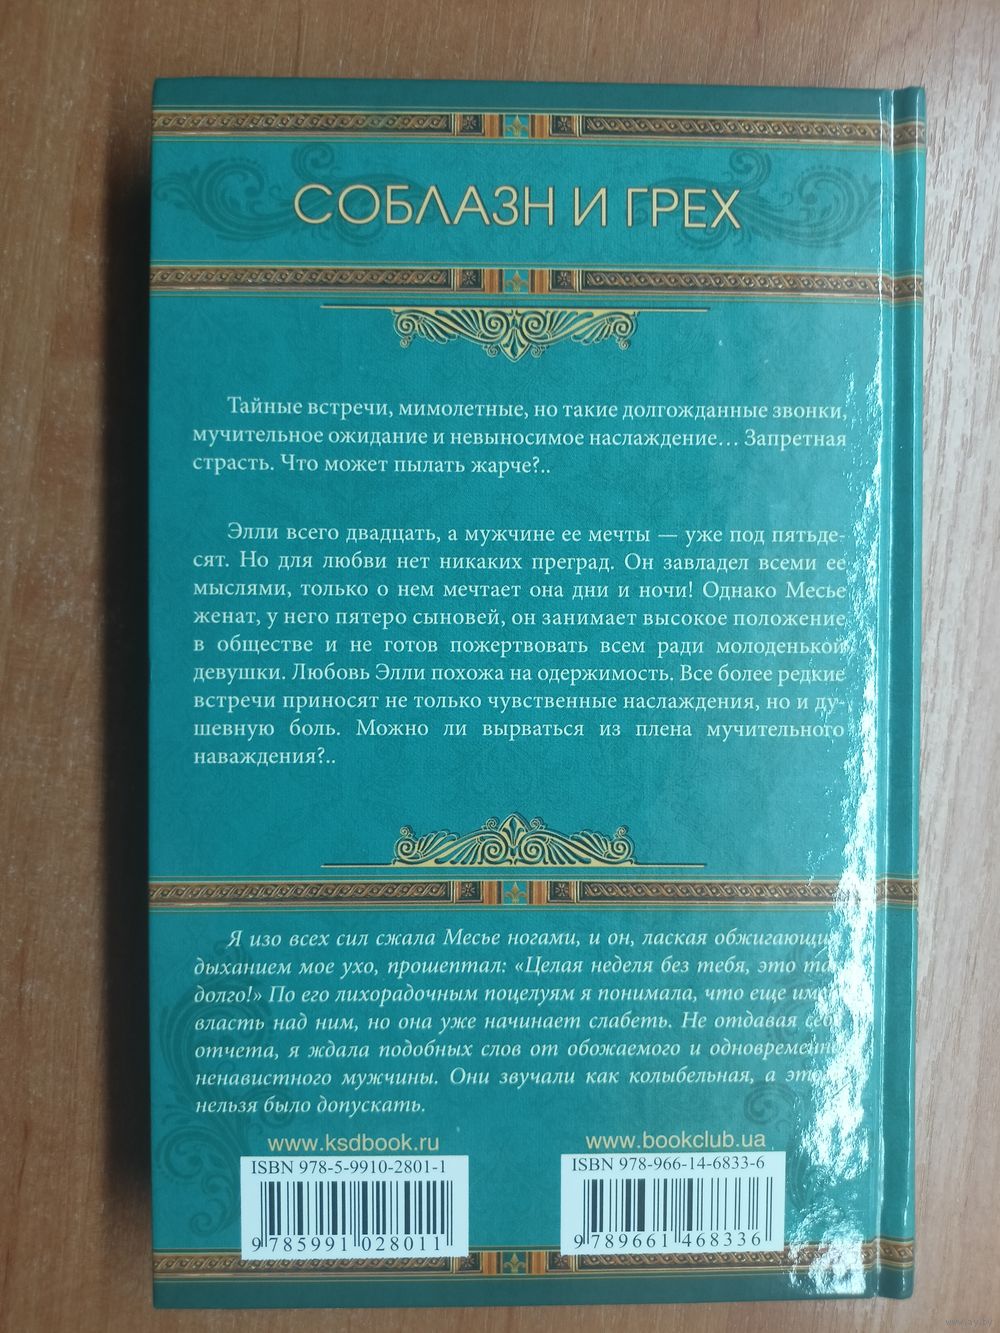 СОБЛАЗН И ГРЕХ
Тайные встречи, мимолетные, но такие долгожданные звонки,
мучительное ожидание и невыносимое наслаждение... Запретная
страсть. Что может пылать жарче?..
Элли всего двадцать, а мужчине ее мечты — уже под пятьде-
сят. Но для любви нет никаких преград. Он завладел всеми ее
мыслями, только о нем мечтает она дни и ночи! Однако Месье
женат, у него пятеро сыновей, он занимает высокое положение
в обществе и не готов пожертвовать всем ради молоденькой
девушки. Любовь Элли похожа на одержимость. Все более редкие
встречи приносят не только чувственные наслаждения, но и ду-
шевную боль. Можно ли вырваться из плена мучительного
наваждения?..
Я изо всех сил сжала Месье ногами, и он, лаская
дыханием мое ухо, прошептал: «Целая неделя без тебя, это
долго!» По его лихорадочным поцелуям я понимала, что еще
власть над ним, но она уже начинает слабеть. Не отдавая
отчета, я ждала подобных слов от обожаемого и одновременно
ненавистного мужчины. Они звучали как колыбельная, а
нельзя было допускать.
www.ksdbook.ru www.bookclub.ua
ISBN 978-5-9910-2801-1 ISBN 978-966-14-6833-6
9 785991 028011 9 789661 468336
www.ay.by